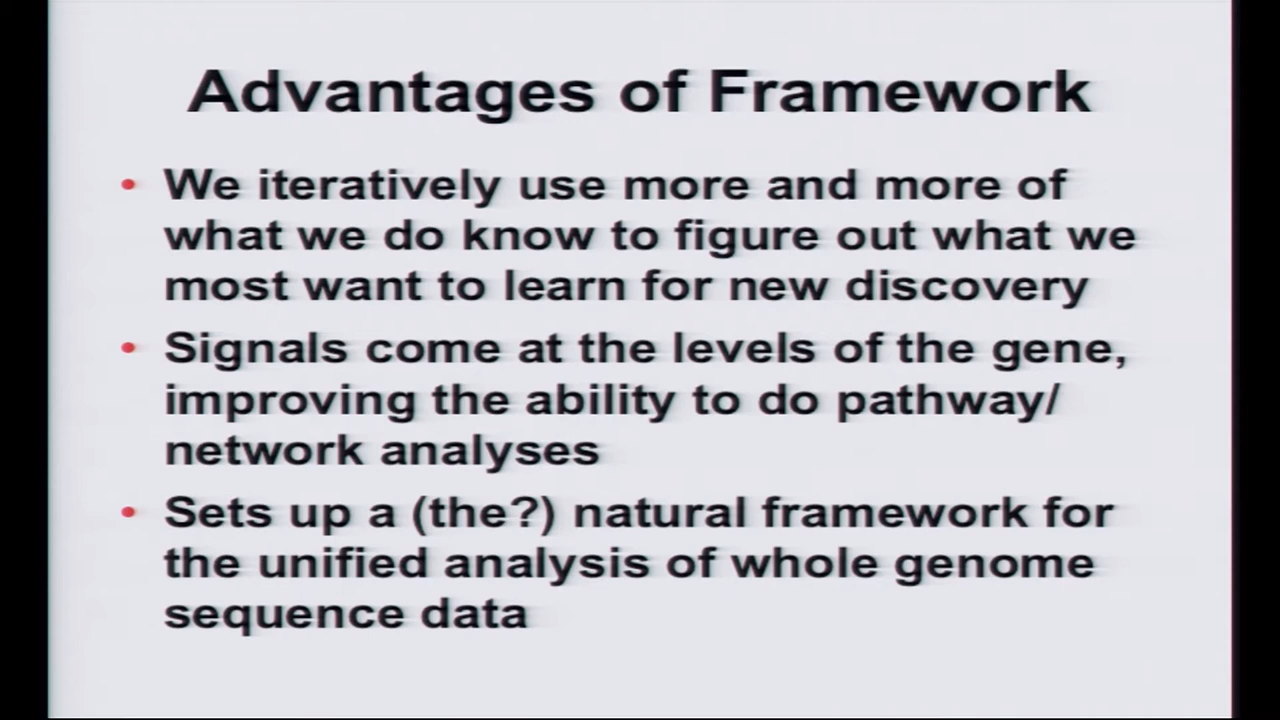 Advantages of Framework
• We iteratively use more and more of
what we do know to figure out what we
most want to learn for new discovery
• Signals come at the levels of the gene,
improving the ability to do pathway/
network analyses
• Sets up a (the?) natural framework for
the unified analysis of whole genome
sequence data